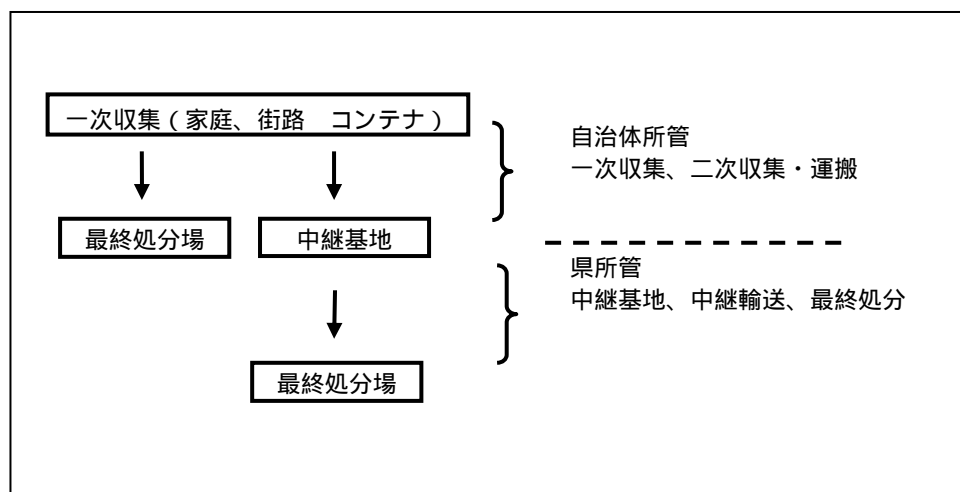 一次収集(家庭、街路　コンテナ)
自治体所管
一次収集、二次収集・運搬
最終処分場
中継基地
県所管
中継基地、中継輸送、最終処分
最終処分場